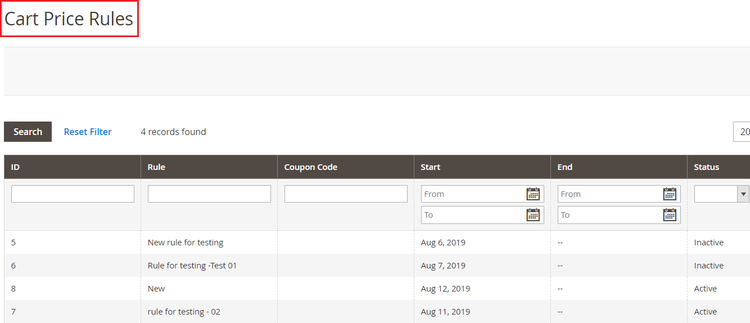 Cart Price Rules
Search Reset Filter 4 records found 20
ID Rule Coupon Code Start End Status
From From
To To
5 New rule for testing Aug 6, 2019 -- Inactive
6 Rule for testing -Test 01 Aug 7, 2019 -- Inactive
8 New Aug 12, 2019 -- Active
7 rule for testing - 02 Aug 11, 2019 -- Active